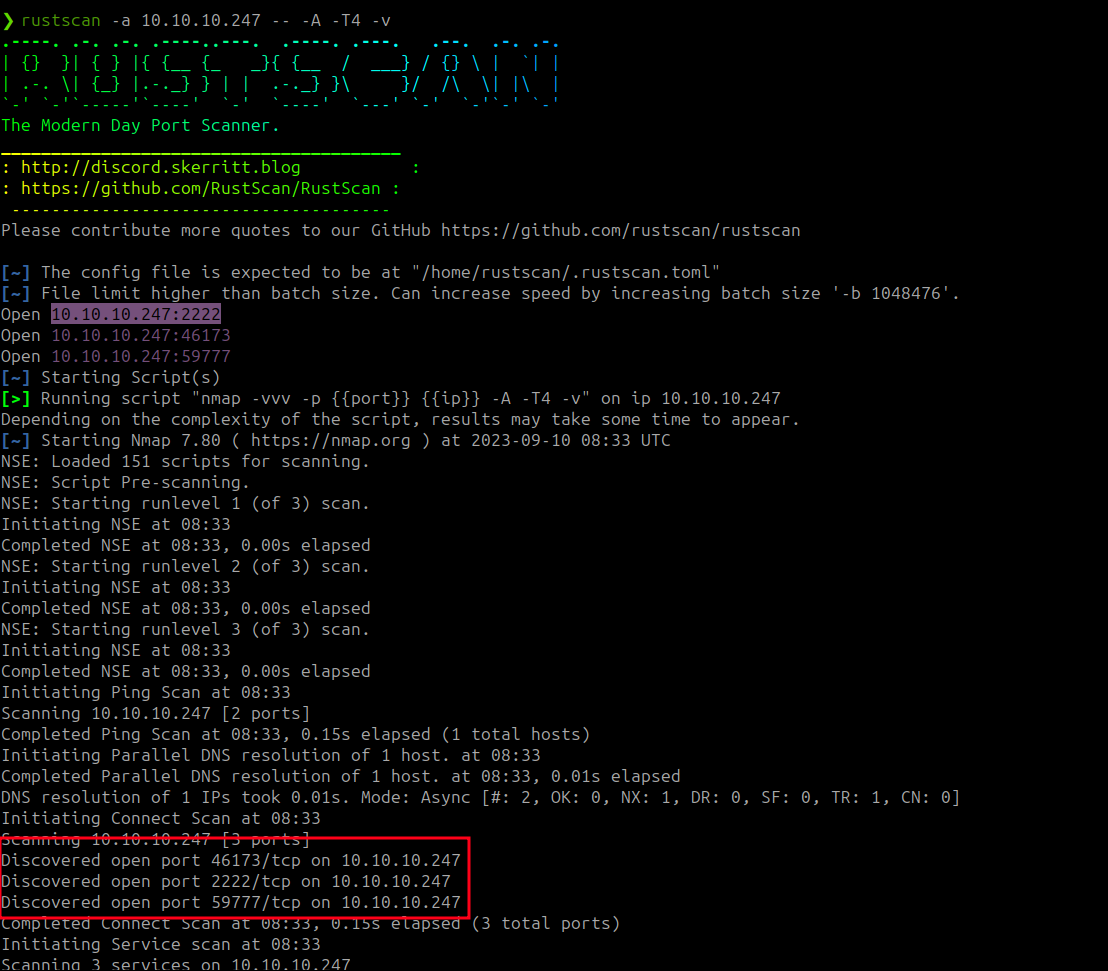 ❯ rustscan -a 10.10.10.247 -- -A -T4 -v
.----. .-. .-. .----..---.  .----. .---.   .--.  .-. .-.
| {}  }| { } |{ {__ {_   _}{ {__  /  ___} / {} \ |  `| |
| .-. \| {_} |.-._} } | |  .-._} }\     }/  /\  \| |\  |
`-' `-'`-----'`----'  `-'  `----'  `---' `-'  `-'`-' `-'
The Modern Day Port Scanner.
________________________________________
: http://discord.skerritt.blog           :
: https://github.com/RustScan/RustScan :
 --------------------------------------
Please contribute more quotes to our GitHub https://github.com/rustscan/rustscan
[~] The config file is expected to be at "/home/rustscan/.rustscan.toml"
[~] File limit higher than batch size. Can increase speed by increasing batch size '-b 1048476'.
Open 10.10.10.247:2222
Open 10.10.10.247:46173
Open 10.10.10.247:59777
[~] Starting Script(s)
[>] Running script "nmap -vvv -p {{port}} {{ip}} -A -T4 -v" on ip 10.10.10.247
Depending on the complexity of the script, results may take some time to appear.
[~] Starting Nmap 7.80 ( https://nmap.org ) at 2023-09-10 08:33 UTC
NSE: Loaded 151 scripts for scanning.
NSE: Script Pre-scanning.
NSE: Starting runlevel 1 (of 3) scan.
Initiating NSE at 08:33
Completed NSE at 08:33, 0.00s elapsed
NSE: Starting runlevel 2 (of 3) scan.
Initiating NSE at 08:33
Completed NSE at 08:33, 0.00s elapsed
NSE: Starting runlevel 3 (of 3) scan.
Initiating NSE at 08:33
Completed NSE at 08:33, 0.00s elapsed
Initiating Ping Scan at 08:33
Scanning 10.10.10.247 [2 ports]
Completed Ping Scan at 08:33, 0.15s elapsed (1 total hosts)
Initiating Parallel DNS resolution of 1 host. at 08:33
Completed Parallel DNS resolution of 1 host. at 08:33, 0.01s elapsed
DNS resolution of 1 IPs took 0.01s. Mode: Async [#: 2, OK: 0, NX: 1, DR: 0, SF: 0, TR: 1, CN: 0]
Initiating Connect Scan at 08:33
Scanning 10.10.10.247 [3 ports]
Discovered open port 46173/tcp on 10.10.10.247
Discovered open port 2222/tcp on 10.10.10.247
Discovered open port 59777/tcp on 10.10.10.247
Completed Connect Scan at 08:33, 0.15s elapsed (3 total ports)
Initiating Service scan at 08:33
Scanning 3 services on 10.10.10.247